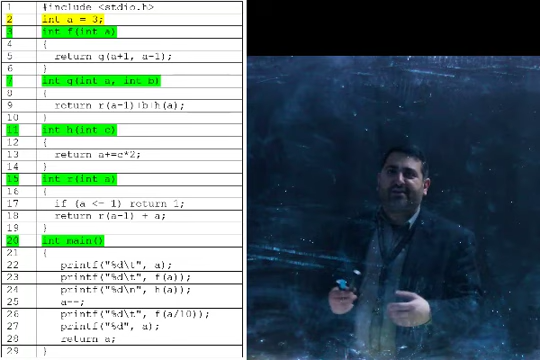 1 #include <stdio.h>
2 int a = 3;
3 int f(int a)
4 {
5 return g(a+1, a-1);
6 }
7 int g(int a, int b)
8 {
9 return r(a-1)+b+h(a);
10 }
11 int h(int c)
12 {
13 return a+=c*2;
14 }
15 int r(int a)
16 {
17 if (a <= 1) return 1;
18 return r(a-1) + a;
19 }
20 int main()
21 {
22 printf("%d\t", a);
23 printf("%d\t", f(a));
24 printf("%d\n", h(a));
25 a--;
26 printf("%d\t", f(a/10));
27 printf("%d", a);
28 return a;
29 }